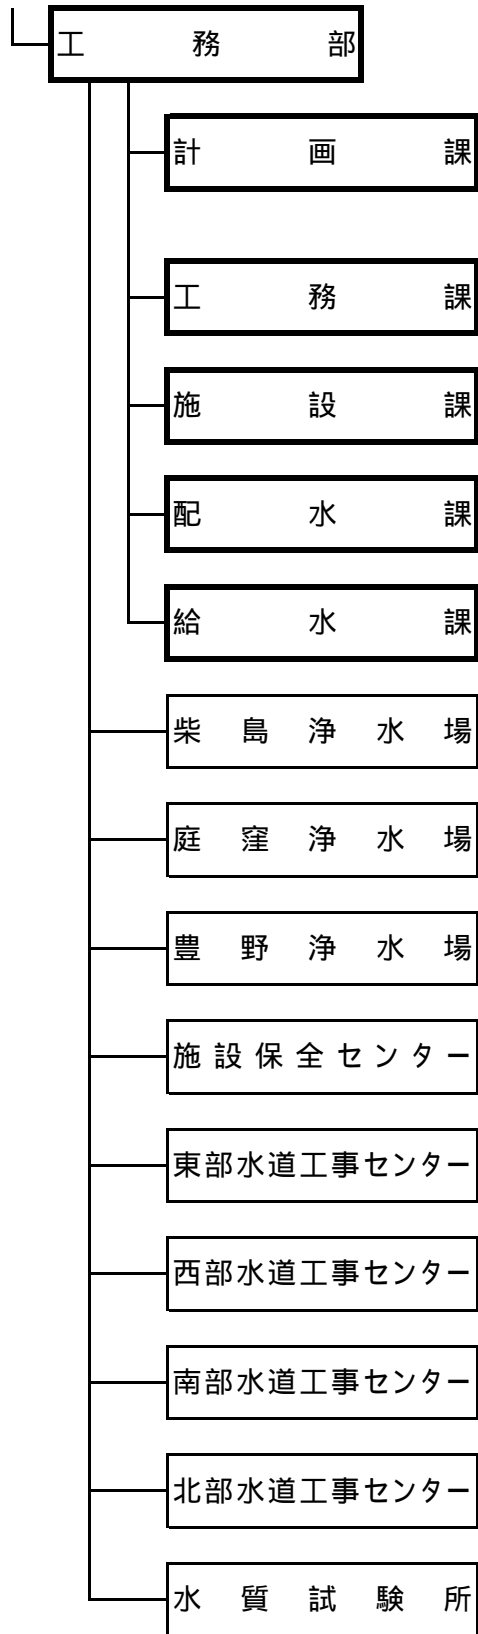 工務部
計画課
工務課
施設課
配水課
給水課
柴島浄水場
庭窪浄水場
豊野浄水場
施設保全センター
東部水道工事センター
西部水道工事センター
南部水道工事センター
北部水道工事センター
水質試験所